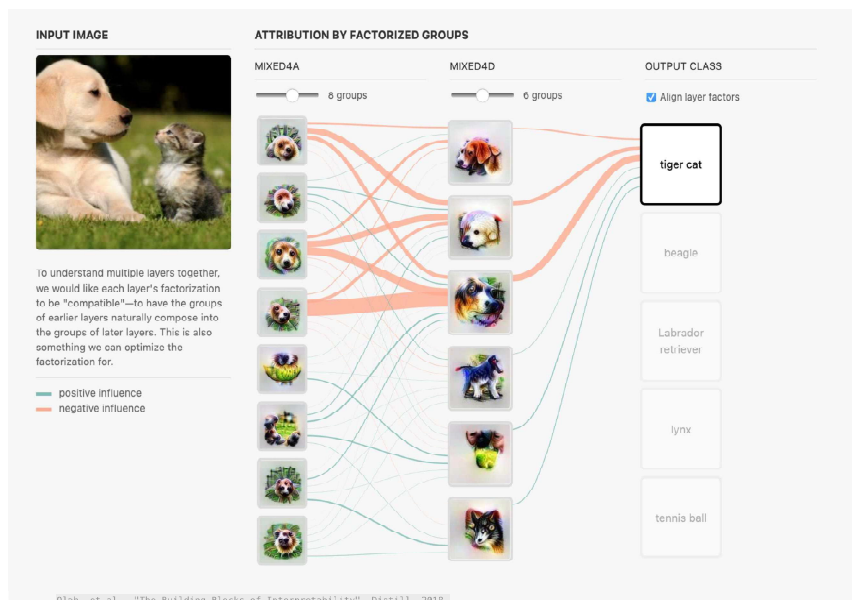 INPUT IMAGE
ATTRIBUTION BY FACTORIZED GROUPS
MIXED4A
MIXED4D
OUTPUT CLASS
8 groups
6 groups
Align layer factors
tiger cat
beagle
Labrador
retriever
lynx
tennis ball
To understand multiple layers together,
we would like each layer's factorization
to be "compatible"—to have the groups
of earlier layers naturally compose into
the groups of later layers. This is also
something we can optimize the
factorization for.
positive influence
negative influence
Olah, et al., "The Building Blocks of Interpretability", Distill, 2018.